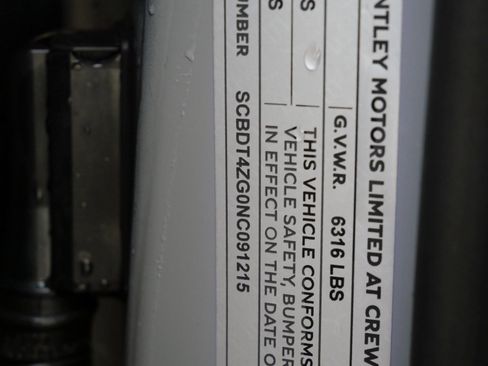 NTLEY MOTORS LIMITED AT CREW
G.V.W.R. 6316 LBS
S
THIS VEHICLE CONFORMS
VEHICLE SAFETY, BUMPER
S
IN EFFECT ON THE DATE O
UMBER SCBDT4ZG0NC091215